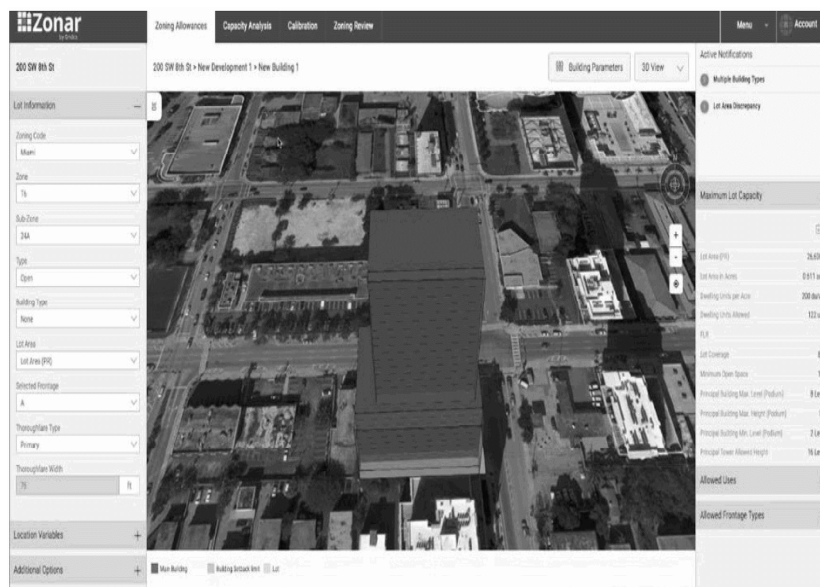 Zonar
Zoning Allowances
Capacity Analysis
Calibration
Zoning Review
Menu
Account
200 SW 8th St
200 SW 8th St > New Development 1 > New Building 1
Building Parameters
3D View
Active Notifications
Multiple Building Types
Lot Area Discrepancy
Lot Information
Zoning Code
Miami
Zone
T6
Sub-Zone
24A
Type
Open
Building Type
None
Lot Area
Lot Area (PR)
Selected Frontage
A
Thoroughfare Type
Primary
Thoroughfare Width
ft
Location Variables
Additional Options
Main Building
Building Setback limit
Lot
Maximum Lot Capacity
Lot Area (PR)
Lot Area in Acres
Dwelling Units per Acre
Dwelling Units Allowed
FLR
Lot Coverage
Minimum Open Space
Principal Building Max. Level (Podium)
Principal Building Max. Height (Podium)
Principal Building Min. Level (Podium)
Principal Tower Allowed Height
Allowed Uses
Allowed Frontage Types